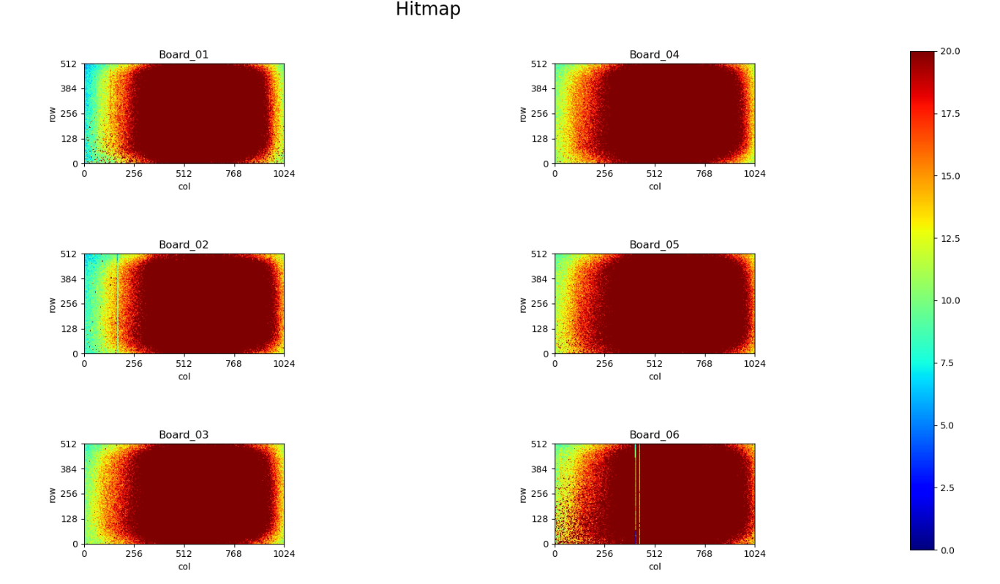 Hitmap
Board_01
512
384
256
128
0
row
0 256 512 768 1024
col
Board_04
512
384
256
128
0
row
0 256 512 768 1024
col
Board_02
512
384
256
128
0
row
0 256 512 768 1024
col
Board_05
512
384
256
128
0
row
0 256 512 768 1024
col
Board_03
512
384
256
128
0
row
0 256 512 768 1024
col
Board_06
512
384
256
128
0
row
0 256 512 768 1024
col
20.0
17.5
15.0
12.5
10.0
7.5
5.0
2.5
0.0